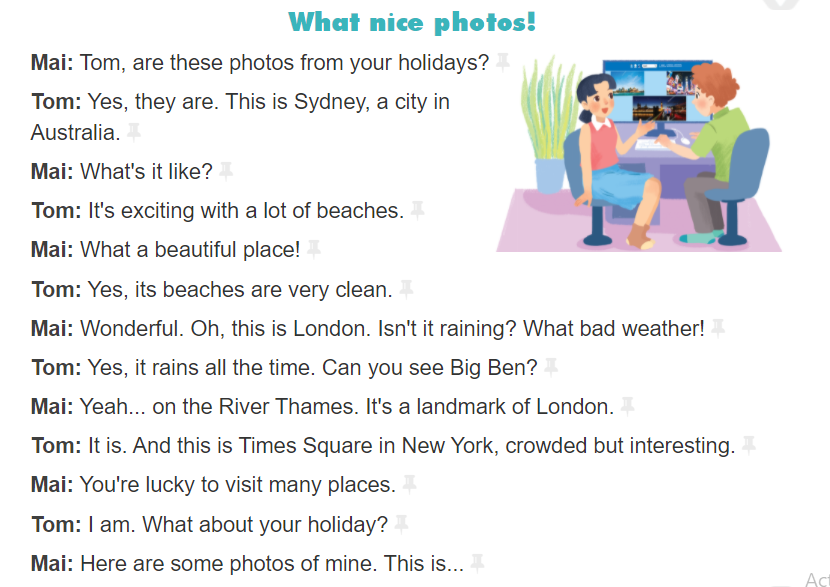 What nice photos!
Mai: Tom, are these photos from your holidays?
Tom: Yes, they are. This is Sydney, a city in
Australia.
Mai: What's it like?
Tom: It's exciting with a lot of beaches.
Mai: What a beautiful place!
Tom: Yes, its beaches are very clean.
Mai: Wonderful. Oh, this is London. Isn't it raining? What bad weather!
Tom: Yes, it rains all the time. Can you see Big Ben?
Mai: Yeah... on the River Thames. It's a landmark of London.
Tom: It is. And this is Times Square in New York, crowded but interesting.
Mai: You're lucky to visit many places.
Tom: I am. What about your holiday?
Mai: Here are some photos of mine. This is...